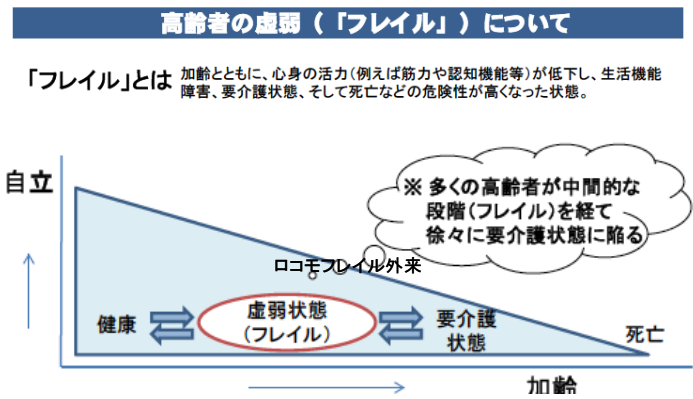 高齢者の虚弱（「フレイル」）について
「フレイル」とは
加齢とともに、心身の活力（例えば筋力や認知機能等）が低下し、生活機能
障害、要介護状態、そして死亡などの危険性が高くなった状態。
自立
※ 多くの高齢者が中間的な
段階（フレイル）を経て
徐々に要介護状態に陥る
ロコモフレイル外来
健康
虚弱状態
（フレイル）
要介護
状態
死亡
加齢